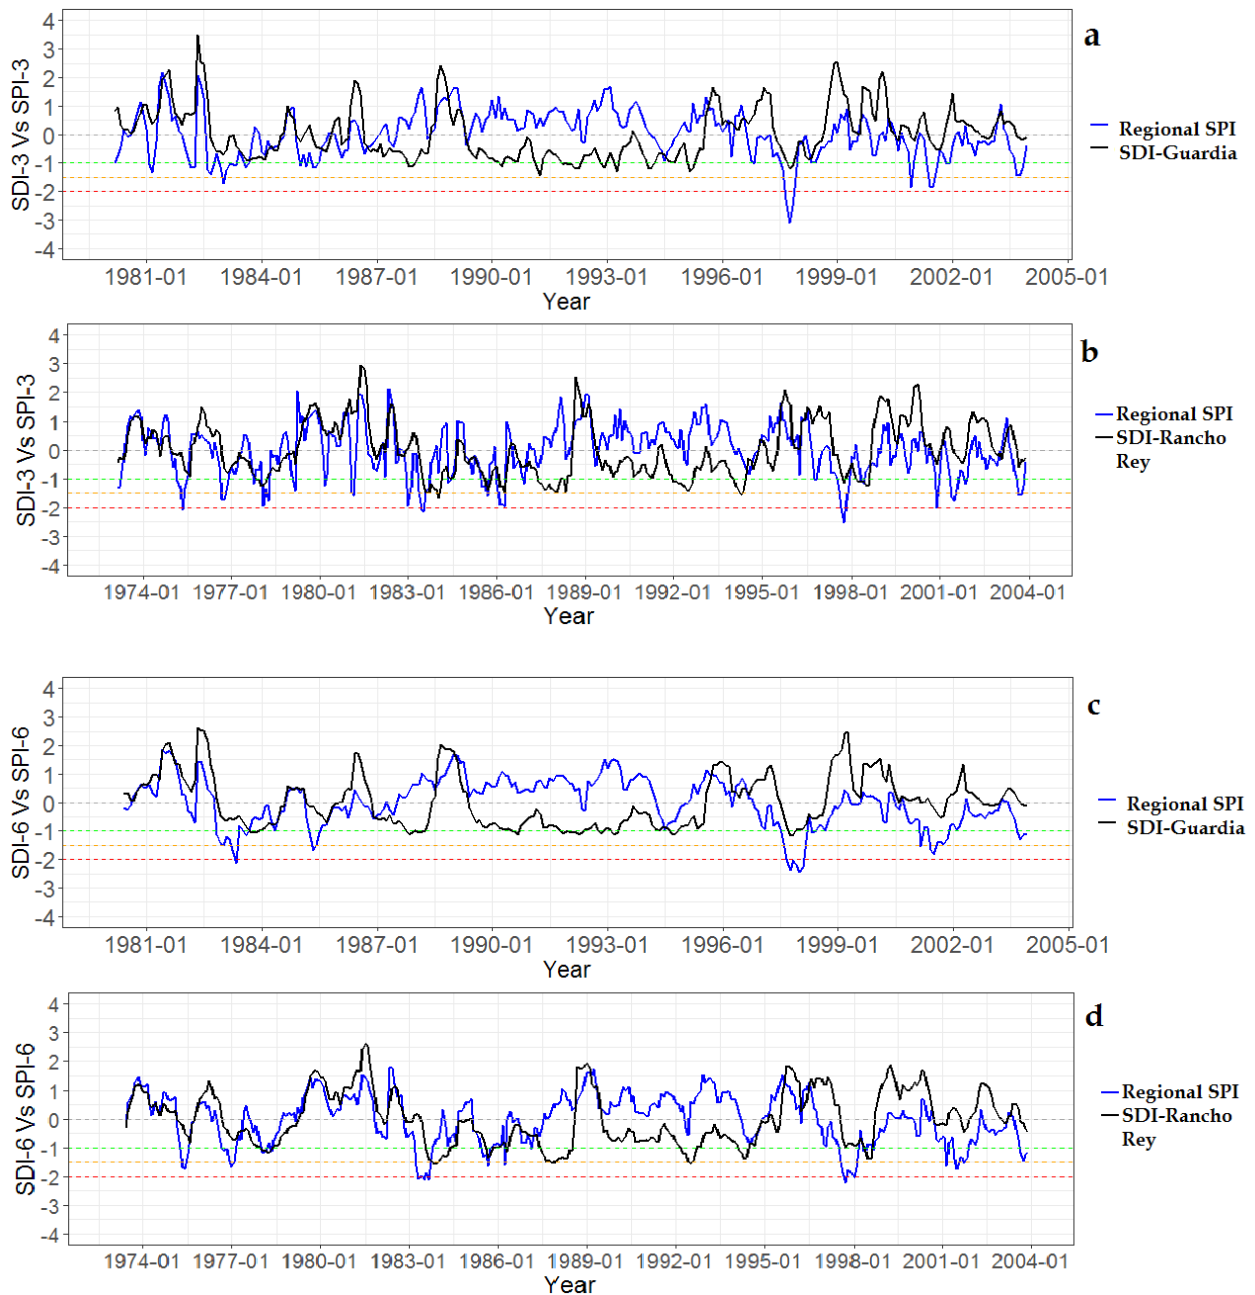 a
SDI-3 Vs SPI-3
4
3
2
1
0
-1
-2
-3
-4
1981-01 1984-01 1987-01 1990-01 1993-01 1996-01 1999-01 2002-01 2005-01
Year
Regional SPI
SDI-Guardia
b
SDI-3 Vs SPI-3
4
3
2
1
0
-1
-2
-3
-4
1974-01 1977-01 1980-01 1983-01 1986-01 1989-01 1992-01 1995-01 1998-01 2001-01 2004-01
Year
Regional SPI
SDI-Rancho
Rey
c
SDI-6 Vs SPI-6
4
3
2
1
0
-1
-2
-3
-4
1981-01 1984-01 1987-01 1990-01 1993-01 1996-01 1999-01 2002-01 2005-01
Year
Regional SPI
SDI-Guardia
d
SDI-6 Vs SPI-6
4
3
2
1
0
-1
-2
-3
-4
1974-01 1977-01 1980-01 1983-01 1986-01 1989-01 1992-01 1995-01 1998-01 2001-01 2004-01
Year
Regional SPI
SDI-Rancho
Rey